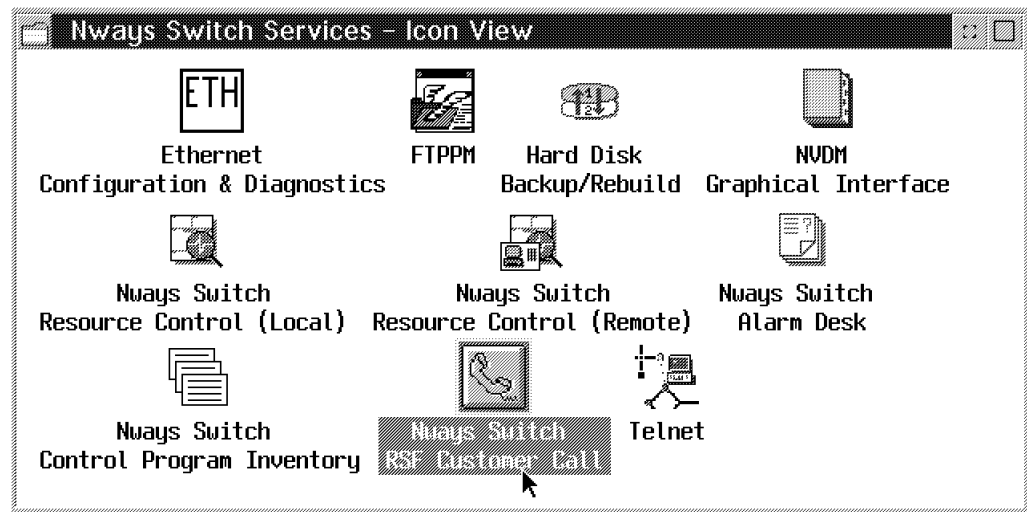 Nways Switch Services - Icon View
ETH
Ethernet
Configuration & Diagnostics
FTPPM
1
2
Hard Disk
Backup/Rebuild
NVDM
Graphical Interface
Nways Switch
Resource Control (Local)
Nways Switch
Resource Control (Remote)
?
Nways Switch
Alarm Desk
Nways Switch
Control Program Inventory
Nways Switch
RSF Customer Call
Telnet